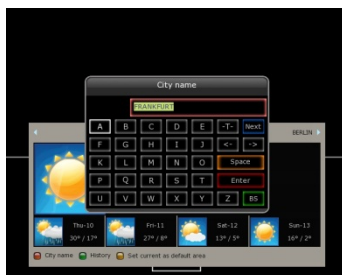 City name
FRANKFURT
A B C D E -T- Next
F G H I J <- ->
K L M N O Space
P Q R S T Enter
U V W X Y Z BS
BERLIN
Thu-10 Fri-11 Sat-12 Sun-13
30° / 17° 27° / 8° 13° / 5° 16° / 2°
City name History Set current as default area